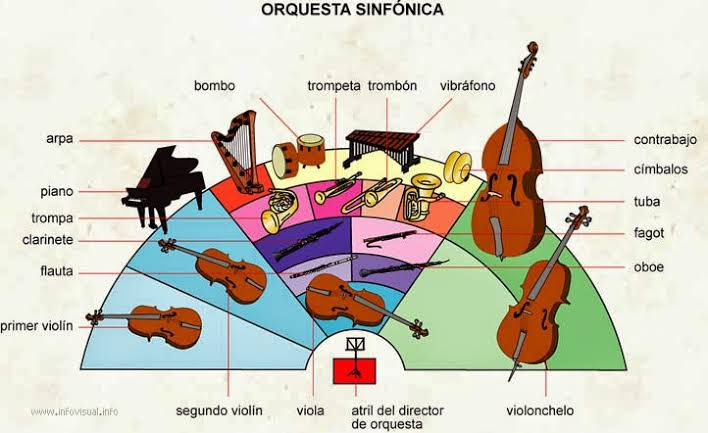 ORQUESTA SINFÓNICA
bombo
trompeta
trombón
vibráfono
arpa
contrabajo
címbalos
piano
tuba
trompa
fagot
clarinete
flauta
oboe
primer violín
www.infovisual.info
segundo violín
viola
atril del director
de orquesta
violonchelo